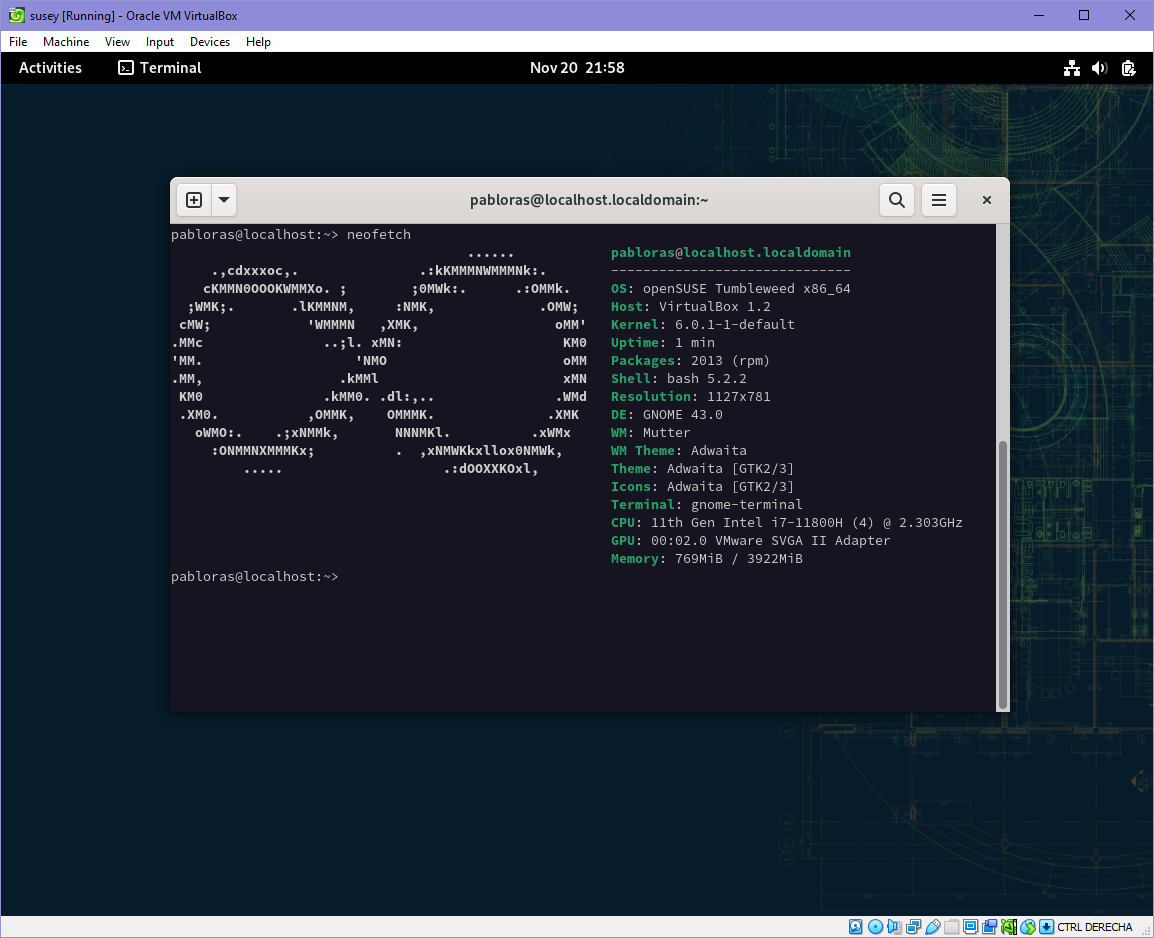 susey [Running] - Oracle VM VirtualBox
File Machine View Input Devices Help
Activities Terminal Nov 20 21:58
pabloras@localhost.localdomain:~
pabloras@localhost:~> neofetch
                                     ......
     .,cdxxxoc,.               .:kKMMMNWMMMNk:.
    cKMMN0OOOKWMMXo. ;        ;0MWk:.      .:OMMk.
  ;WMK;.       .lKMMNM,     :NMK,             .OMW;
 cMW;            'WMMMN   ,XMK,                 oMM'
.MMc               ..;l. xMN:                    KM0
'MM.                   'NMO                      oMM
.MM,                 .kMMl                       xMN
 KM0               .kMM0. .dl:,..               .WMd
 .XM0.           ,OMMK,    OMMMK.              .XMK
   oWMO:.    .;xNMMk,       NNNMKl.          .xWMx
     :ONMMNXMMMKx;          .  ,xNMWKkxllox0NMWk,
         .....                    .:dOOXXKOxl,
pabloras@localhost.localdomain
------------------------------
OS: openSUSE Tumbleweed x86_64
Host: VirtualBox 1.2
Kernel: 6.0.1-1-default
Uptime: 1 min
Packages: 2013 (rpm)
Shell: bash 5.2.2
Resolution: 1127x781
DE: GNOME 43.0
WM: Mutter
WM Theme: Adwaita
Theme: Adwaita [GTK2/3]
Icons: Adwaita [GTK2/3]
Terminal: gnome-terminal
CPU: 11th Gen Intel i7-11800H (4) @ 2.303GHz
GPU: 00:02.0 VMware SVGA II Adapter
Memory: 769MiB / 3922MiB
pabloras@localhost:~>
CTRL DERECHA